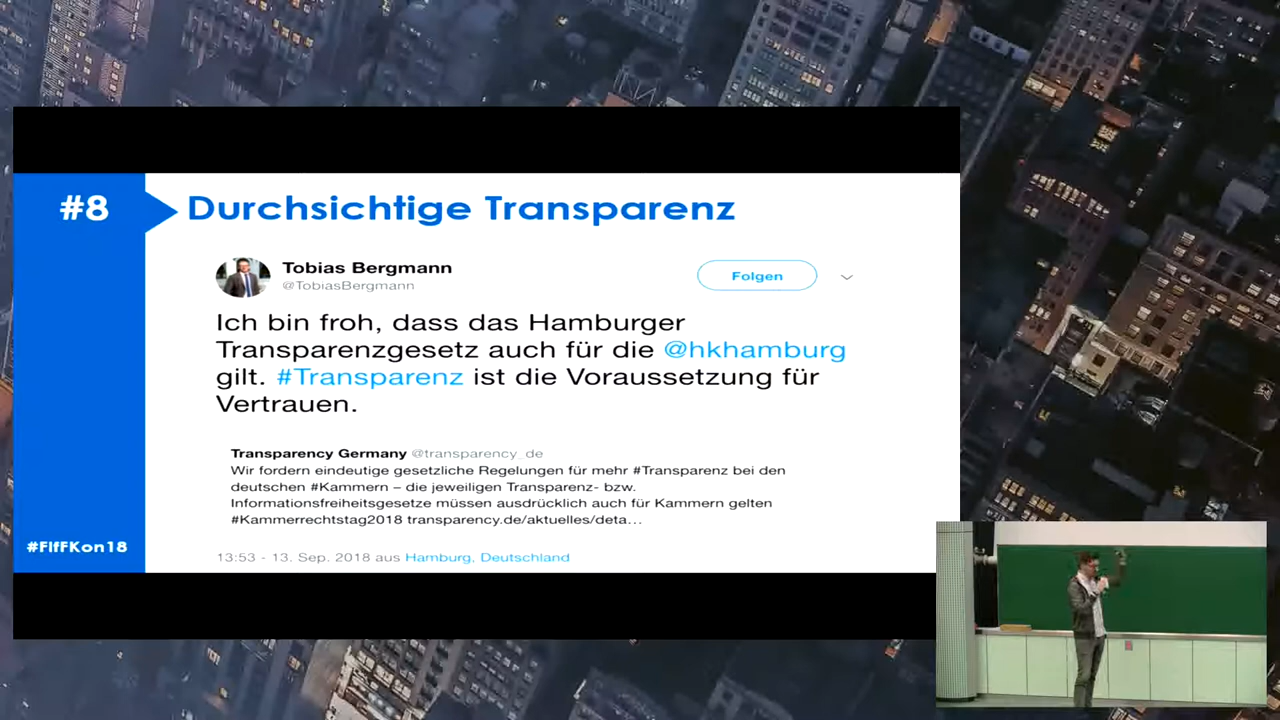 #8
Durchsichtige Transparenz
Tobias Bergmann
@TobiasBergmann
Folgen
Ich bin froh, dass das Hamburger
Transparenzgesetz auch für die @hkhamburg
gilt. #Transparenz ist die Voraussetzung für
Vertrauen.
Transparency Germany @transparency_de
Wir fordern eindeutige gesetzliche Regelungen für mehr #Transparenz bei den
deutschen #Kammern – die jeweiligen Transparenz- bzw.
Informationsfreiheitsgesetze müssen ausdrücklich auch für Kammern gelten
#Kammerrechtstag2018 transparency.de/aktuelles/deta…
13:53 - 13. Sep. 2018 aus Hamburg, Deutschland
#FIfFKon18